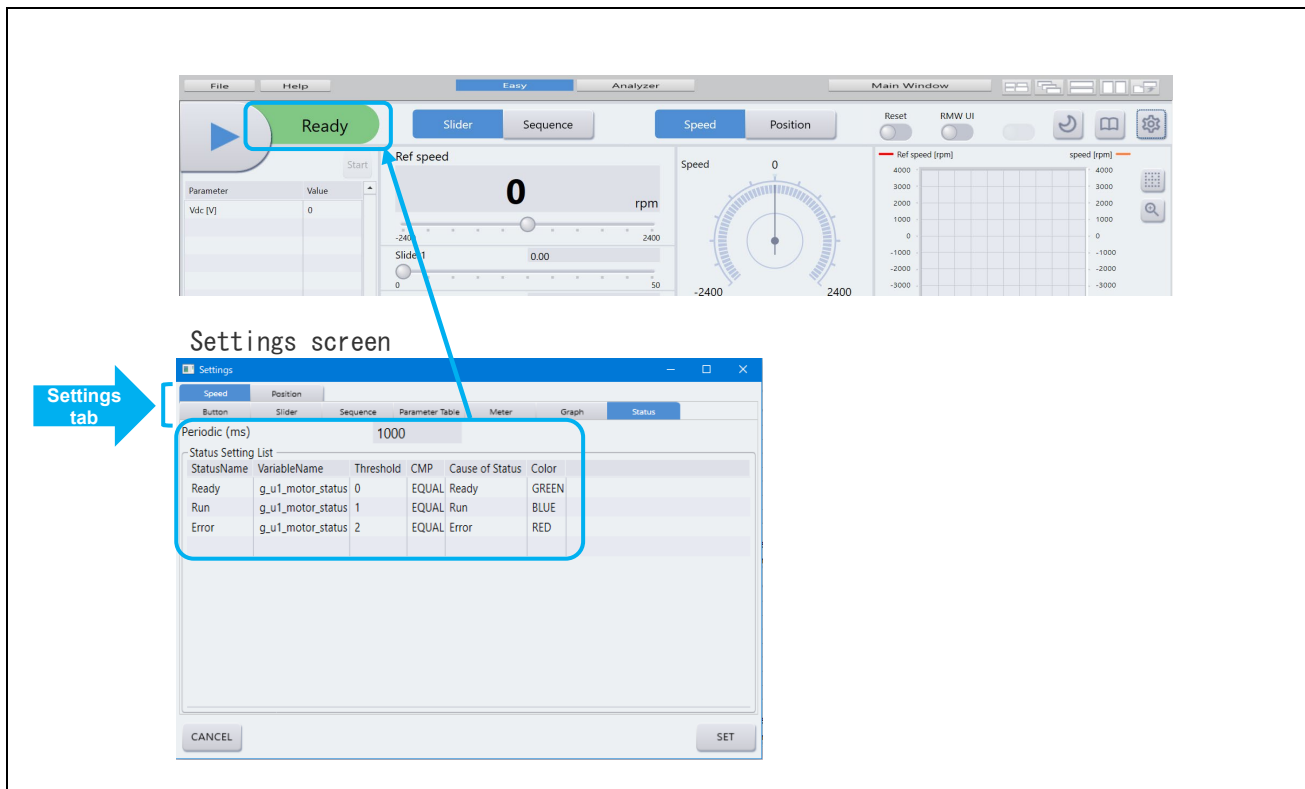 File Help Easy Analyzer Main Window
Ready Slider Sequence Speed Position Reset RMW UI
Start
Parameter Value
Vdc [V] 0
Ref speed
0 rpm
-2400 2400
Slider1 0.00
0 50
Speed 0
-2400 2400
Ref speed [rpm] speed [rpm]
4000 4000
3000 3000
2000 2000
1000 1000
0 0
-1000 -1000
-2000 -2000
-3000 -3000
Settings screen
Settings
Settings tab
Speed Position
Button Slider Sequence Parameter Table Meter Graph Status
Periodic (ms) 1000
Status Setting List
StatusName VariableName Threshold CMP Cause of Status Color
Ready g_u1_motor_status 0 EQUAL Ready GREEN
Run g_u1_motor_status 1 EQUAL Run BLUE
Error g_u1_motor_status 2 EQUAL Error RED
CANCEL SET